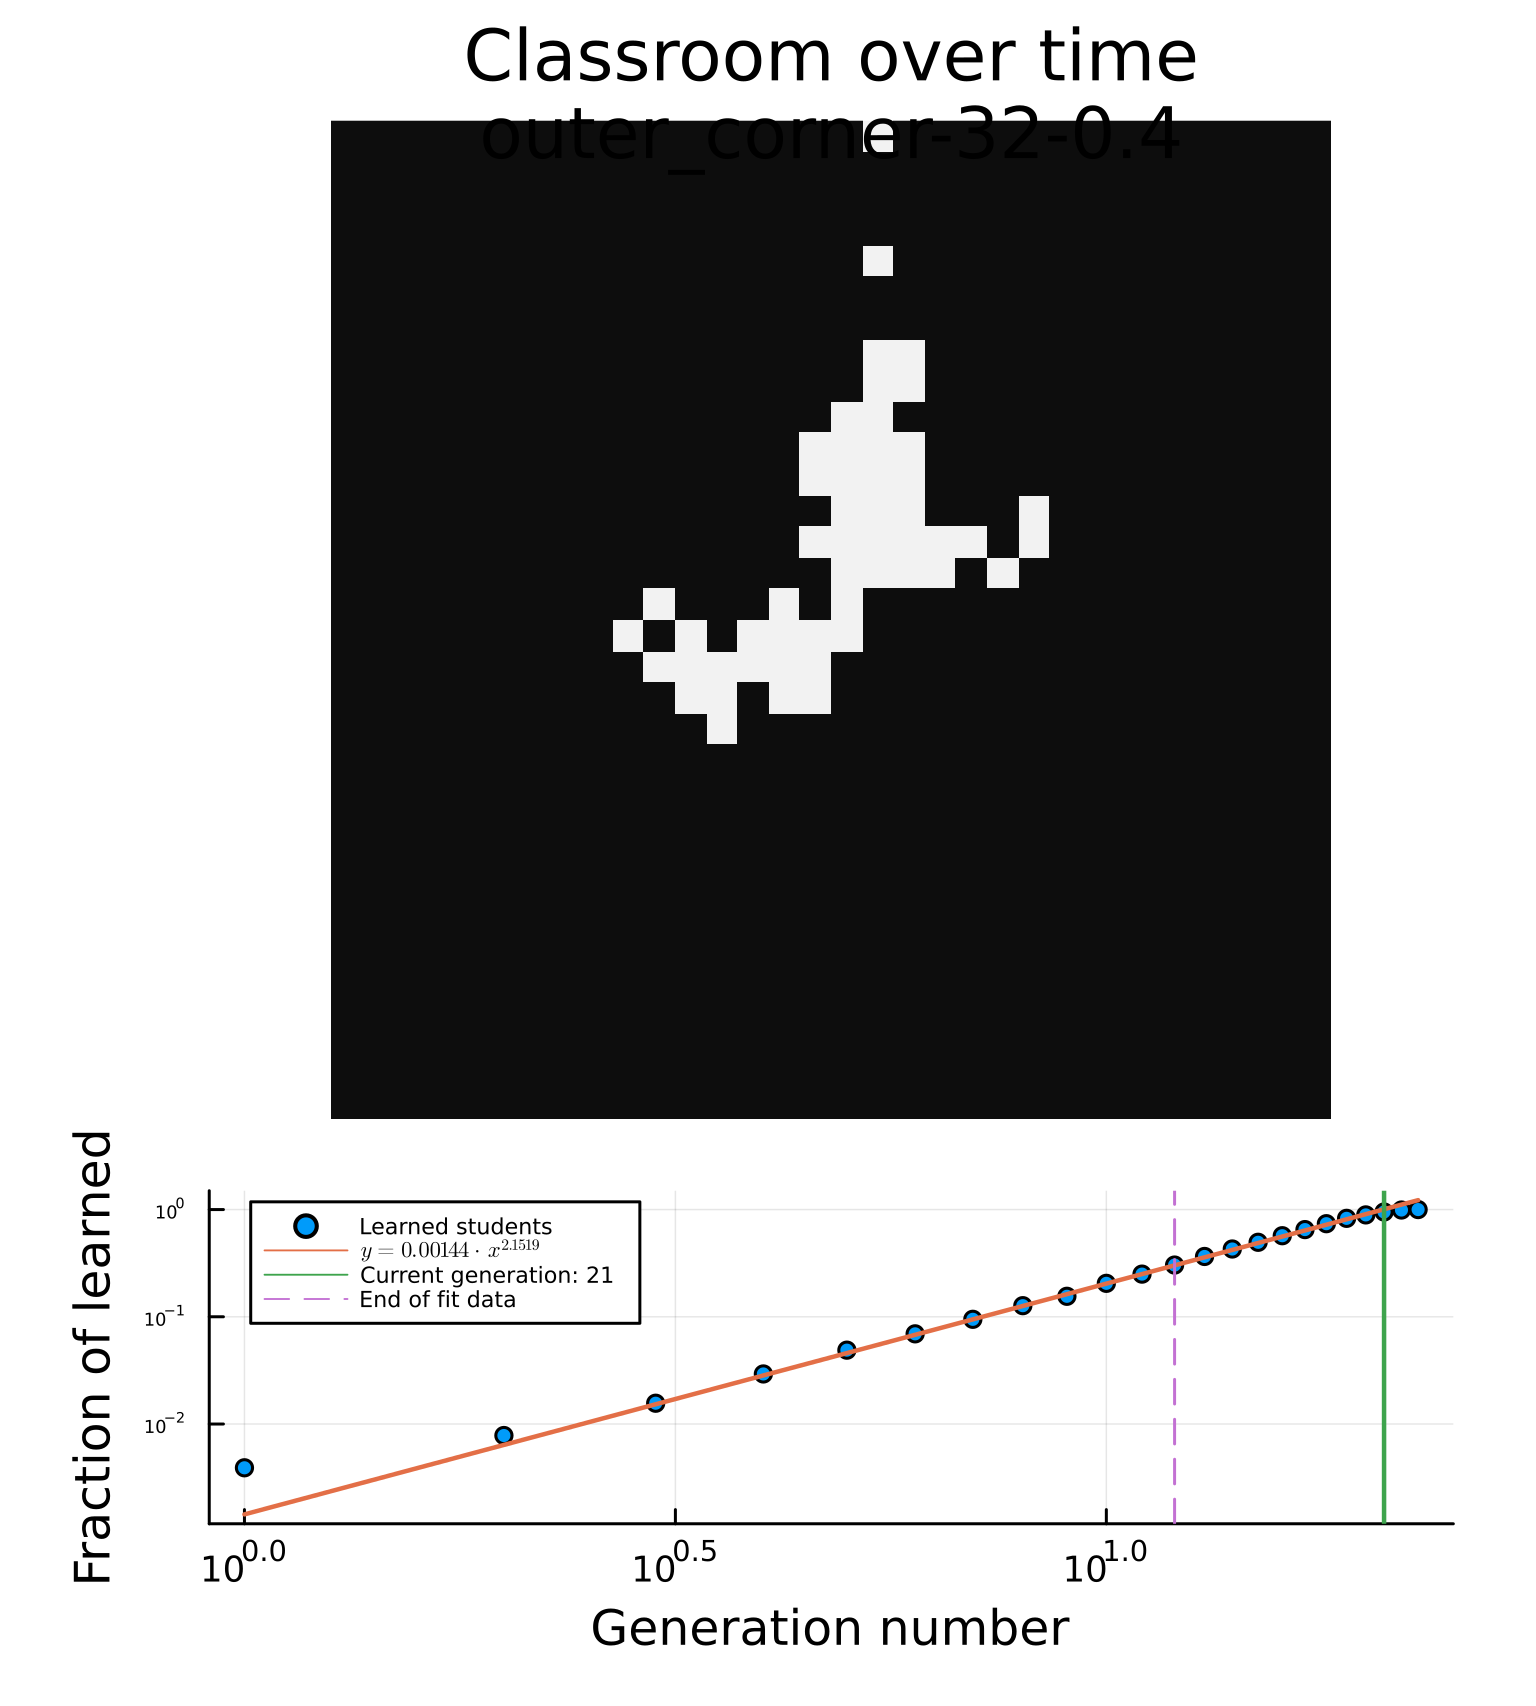 Classroom over time
outer_corner-32-0.4
Fraction of learned
10⁰
10⁻¹
10⁻²
Learned students
y = 0.00144 · x^2.1519
Current generation: 21
End of fit data
10^0.0
10^0.5
10^1.0
Generation number